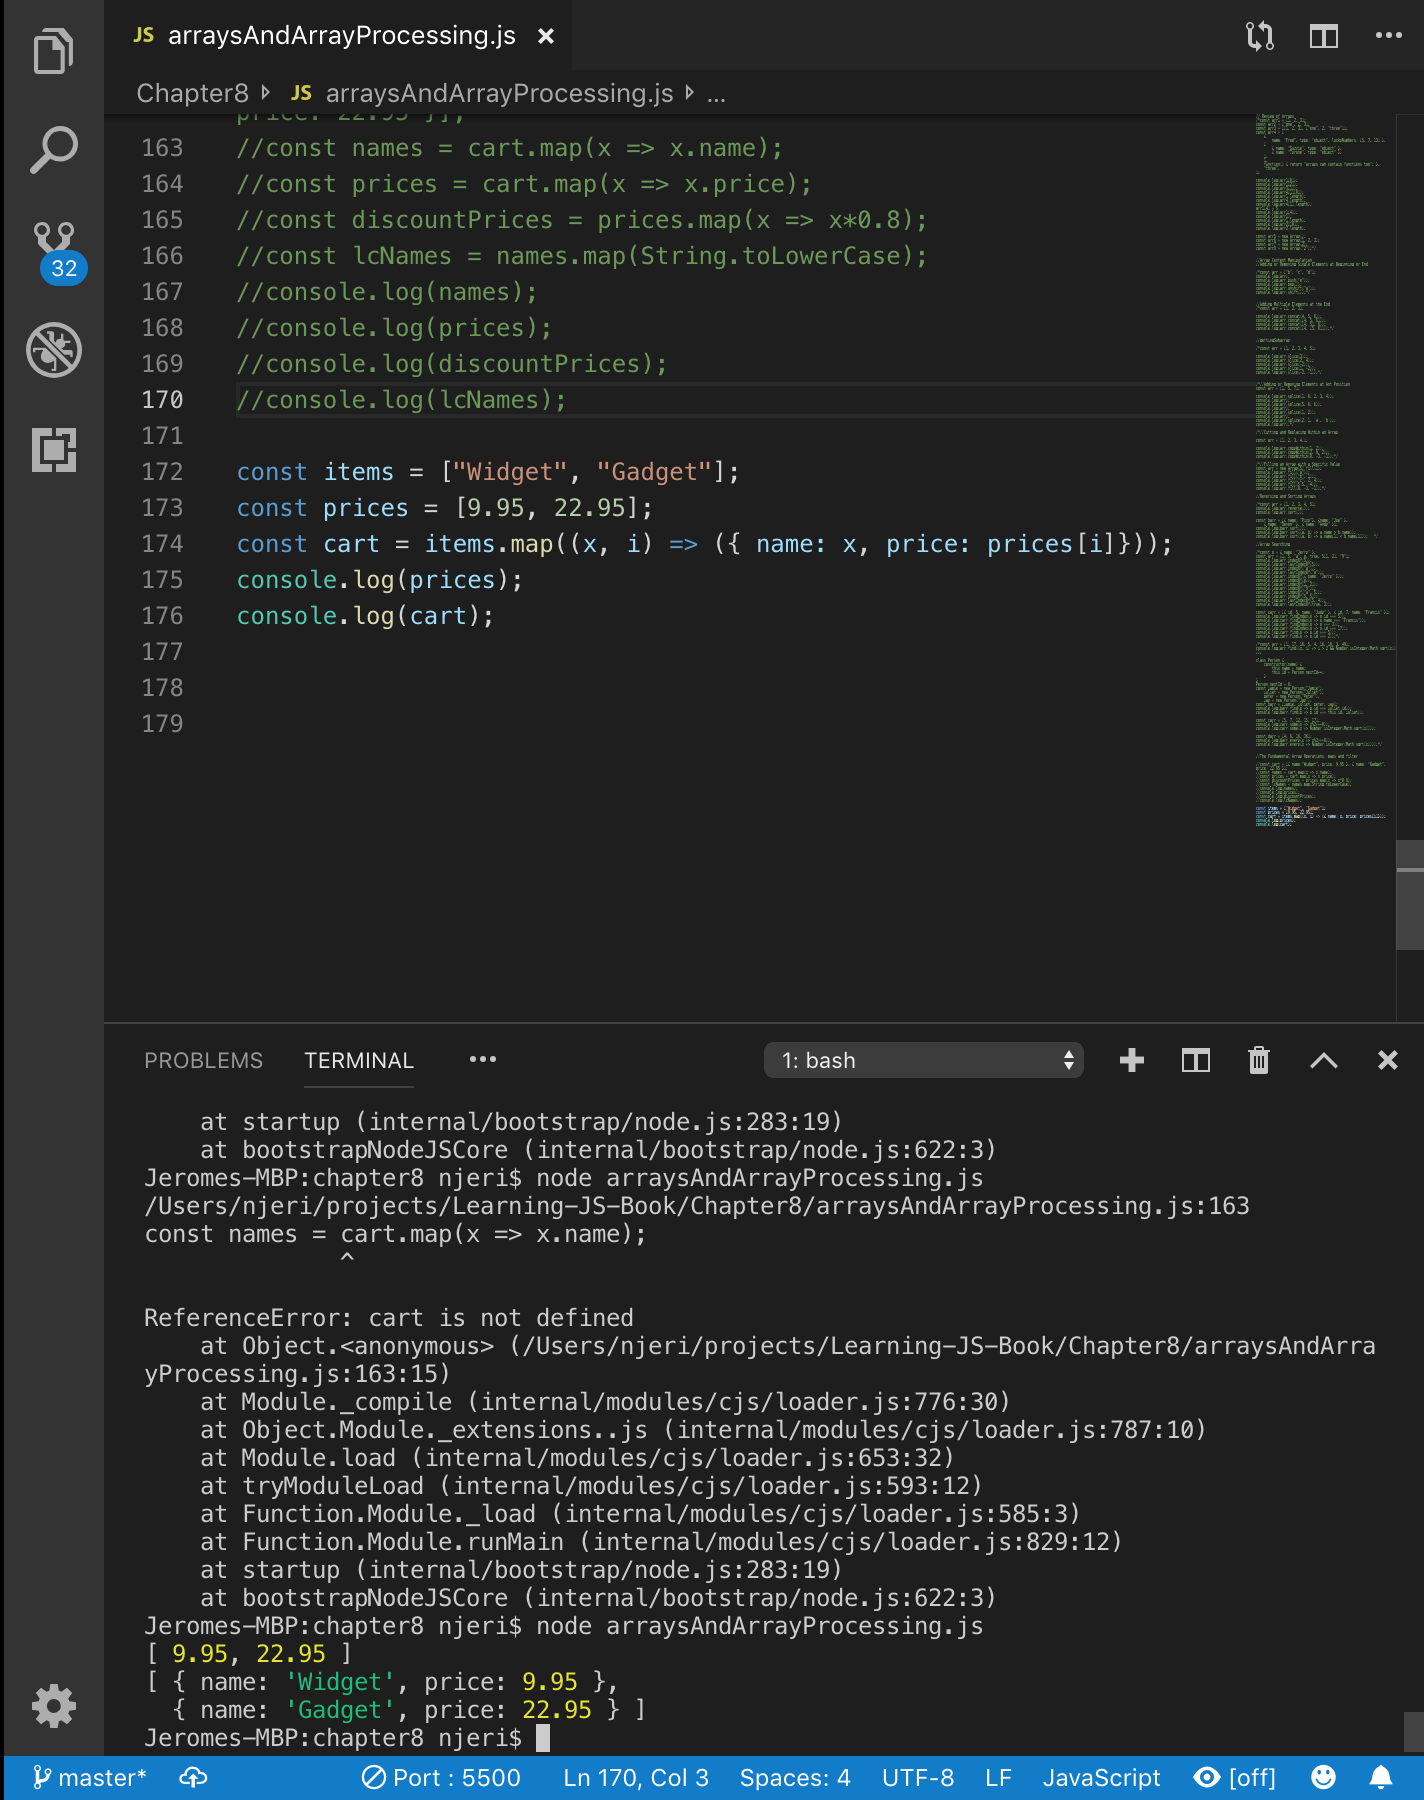 JS arraysAndArrayProcessing.js
Chapter8 JS arraysAndArrayProcessing.js ...
price: 22.95 }];
163 //const names = cart.map(x => x.name);
164 //const prices = cart.map(x => x.price);
165 //const discountPrices = prices.map(x => x*0.8);
166 //const lcNames = names.map(String.toLowerCase);
32
167 //console.log(names);
168 //console.log(prices);
169 //console.log(discountPrices);
170 //console.log(lcNames);
171
172 const items = ["Widget", "Gadget"];
173 const prices = [9.95, 22.95];
174 const cart = items.map((x, i) => ({ name: x, price: prices[i]}));
175 console.log(prices);
176 console.log(cart);
177
178
179
PROBLEMS TERMINAL 1: bash
    at startup (internal/bootstrap/node.js:283:19)
    at bootstrapNodeJSCore (internal/bootstrap/node.js:622:3)
Jeromes-MBP:chapter8 njeri$ node arraysAndArrayProcessing.js
/Users/njeri/projects/Learning-JS-Book/Chapter8/arraysAndArrayProcessing.js:163
const names = cart.map(x => x.name);
              ^
ReferenceError: cart is not defined
    at Object.<anonymous> (/Users/njeri/projects/Learning-JS-Book/Chapter8/arraysAndArra
yProcessing.js:163:15)
    at Module._compile (internal/modules/cjs/loader.js:776:30)
    at Object.Module._extensions..js (internal/modules/cjs/loader.js:787:10)
    at Module.load (internal/modules/cjs/loader.js:653:32)
    at tryModuleLoad (internal/modules/cjs/loader.js:593:12)
    at Function.Module._load (internal/modules/cjs/loader.js:585:3)
    at Function.Module.runMain (internal/modules/cjs/loader.js:829:12)
    at startup (internal/bootstrap/node.js:283:19)
    at bootstrapNodeJSCore (internal/bootstrap/node.js:622:3)
Jeromes-MBP:chapter8 njeri$ node arraysAndArrayProcessing.js
[ 9.95, 22.95 ]
[ { name: 'Widget', price: 9.95 },
  { name: 'Gadget', price: 22.95 } ]
Jeromes-MBP:chapter8 njeri$
master* Port : 5500 Ln 170, Col 3 Spaces: 4 UTF-8 LF JavaScript [off]